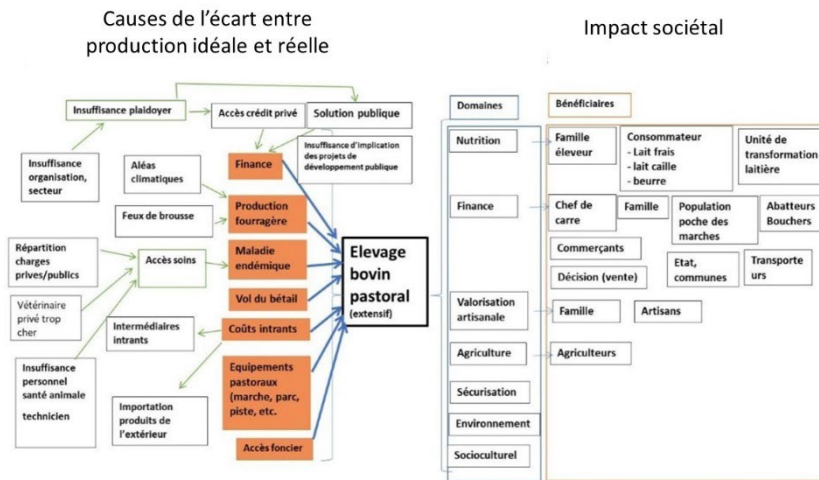 Causes de l'écart entre
production idéale et réelle
Impact sociétal
Insuffisance plaidoyer
Accès crédit privé
Solution publique
Insuffisance
organisation,
secteur
Insuffisance d'implication
des projets de
développement publique
Finance
Aléas
climatiques
Feux de brousse
Production
fourragère
Répartition
charges
prives/publics
Accès soins
Maladie
endémique
Vol du bétail
Vétérinaire
privé trop
cher
Intermédiaires
intrants
Coûts intrants
Insuffisance
personnel
santé animale
technicien
Importation
produits de
l'extérieur
Equipements
pastoraux
(marche, parc,
piste, etc.
Accès foncier
Elevage
bovin
pastoral
(extensif)
Domaines
Bénéficiaires
Nutrition
Famille
éleveur
Consommateur
- Lait frais
- lait caille
- beurre
Unité de
transformation
laitière
Finance
Chef de
carre
Famille
Population
poche des
marches
Abatteurs
Bouchers
Commerçants
Décision (vente)
Etat,
communes
Transporte
urs
Valorisation
artisanale
Famille
Artisans
Agriculture
Agriculteurs
Sécurisation
Environnement
Socioculturel